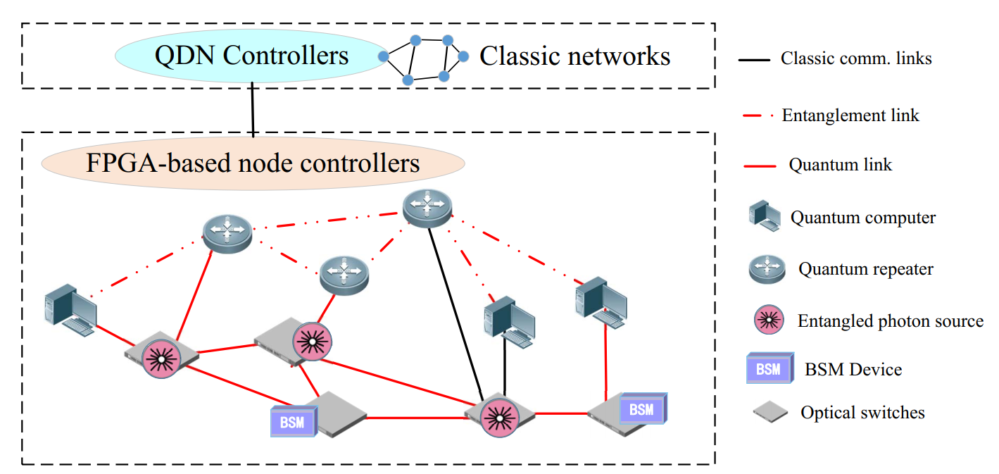 QDN Controllers
Classic networks
FPGA-based node controllers
BSM
BSM
Classic comm. links
Entanglement link
Quantum link
Quantum computer
Quantum repeater
Entangled photon source
BSM
BSM Device
Optical switches